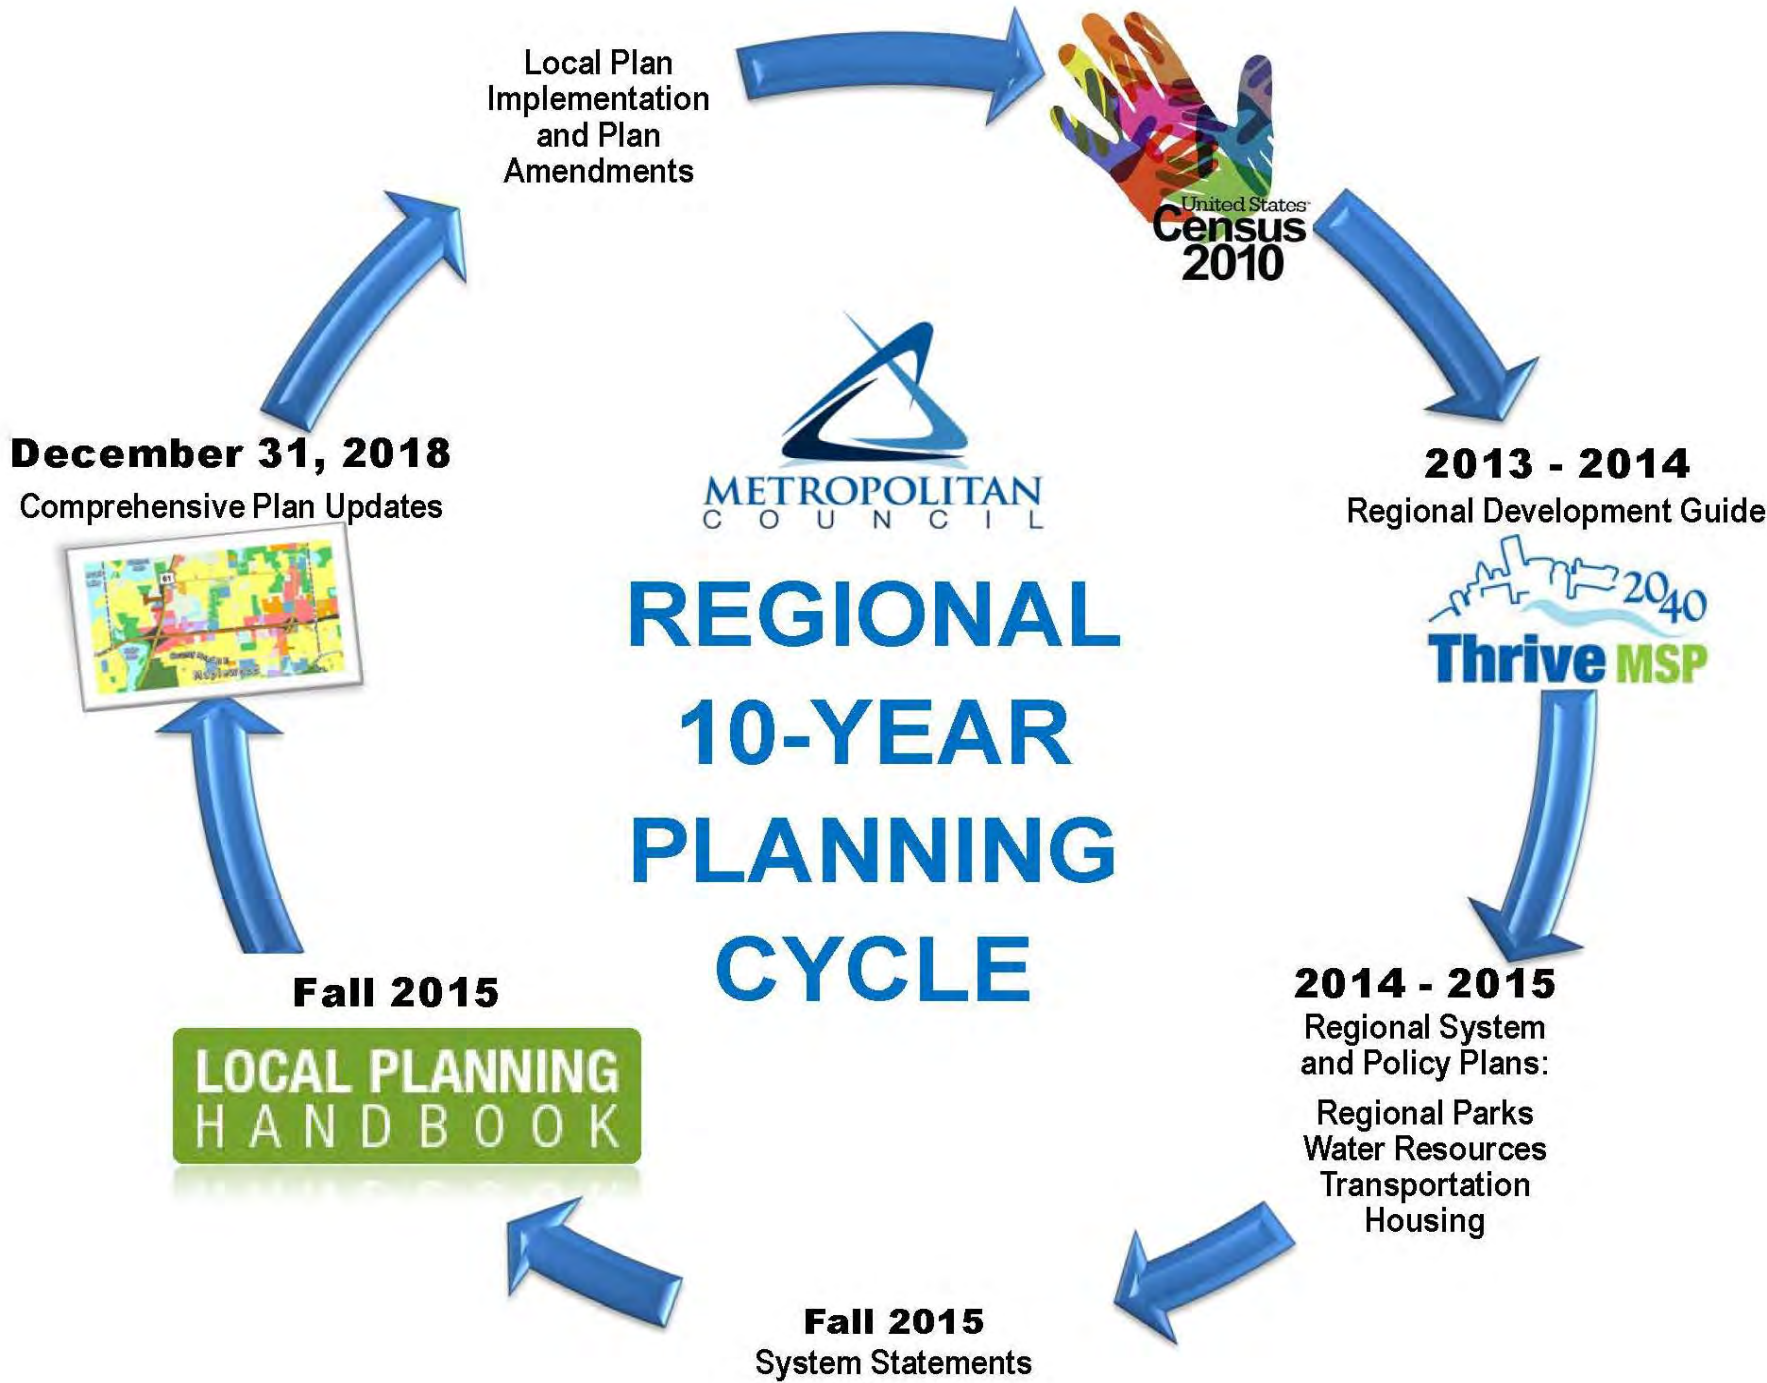 Local Plan
Implementation
and Plan
Amendments
United States
Census
2010
2013 - 2014
Regional Development Guide
2040
Thrive MSP
2014 - 2015
Regional System
and Policy Plans:
Regional Parks
Water Resources
Transportation
Housing
Fall 2015
System Statements
Fall 2015
LOCAL PLANNING
HANDBOOK
December 31, 2018
Comprehensive Plan Updates
61
Maplewood
METROPOLITAN
COUNCIL
REGIONAL
10-YEAR
PLANNING
CYCLE